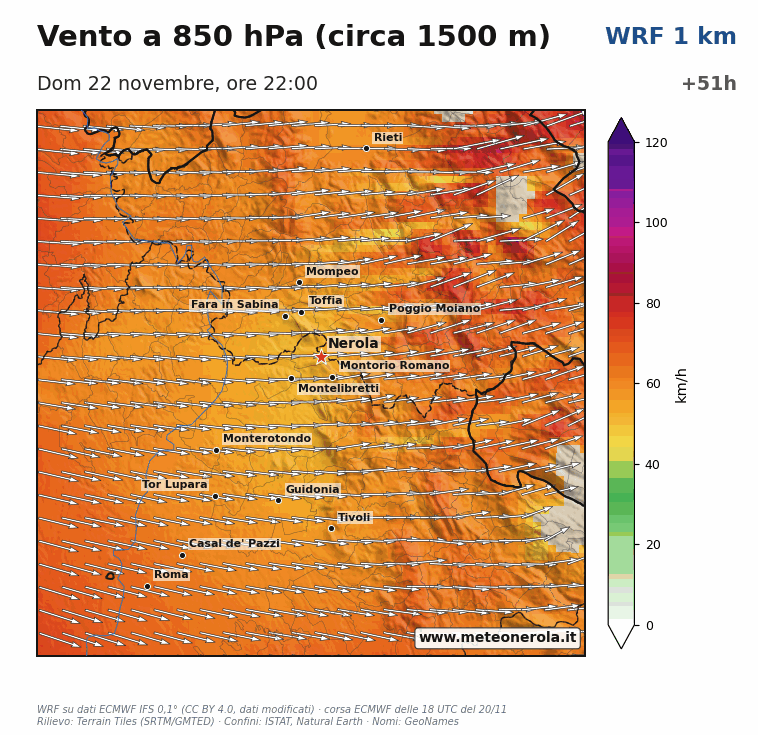 Vento a 850 hPa (circa 1500 m)
WRF 1 km
Dom 22 novembre, ore 22:00
+51h
Rieti
Mompeo
Fara in Sabina
Toffia
Poggio Moiano
Nerola
Montorio Romano
Montelibretti
Monterotondo
Tor Lupara
Guidonia
Tivoli
Casal de' Pazzi
Roma
www.meteonerola.it
120
100
80
60
40
20
0
km/h
WRF su dati ECMWF IFS 0,1° (CC BY 4.0, dati modificati) · corsa ECMWF delle 18 UTC del 20/11
Rilievo: Terrain Tiles (SRTM/GMTED) · Confini: ISTAT, Natural Earth · Nomi: GeoNames